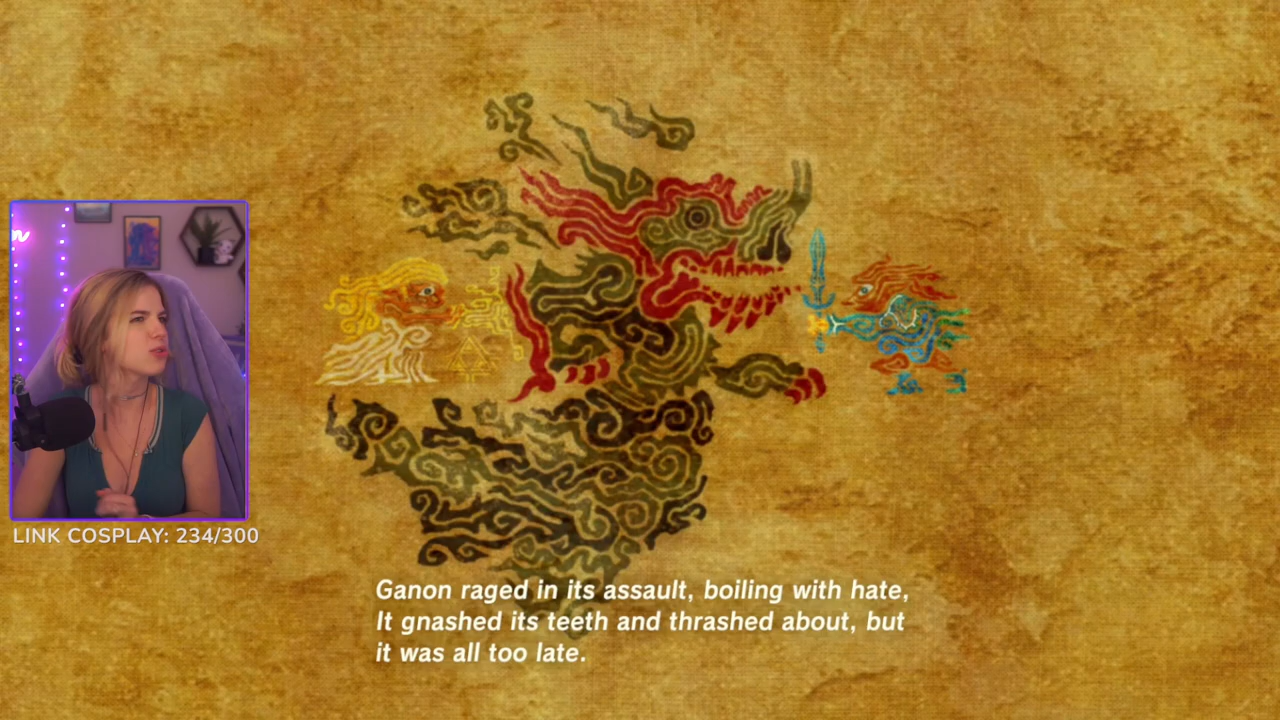 LINK COSPLAY: 234/300
Ganon raged in its assault, boiling with hate,
It gnashed its teeth and thrashed about, but
it was all too late.